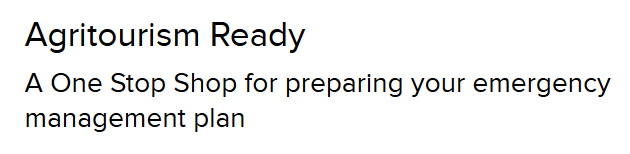 Agritourism Ready
A One Stop Shop for preparing your emergency
management plan